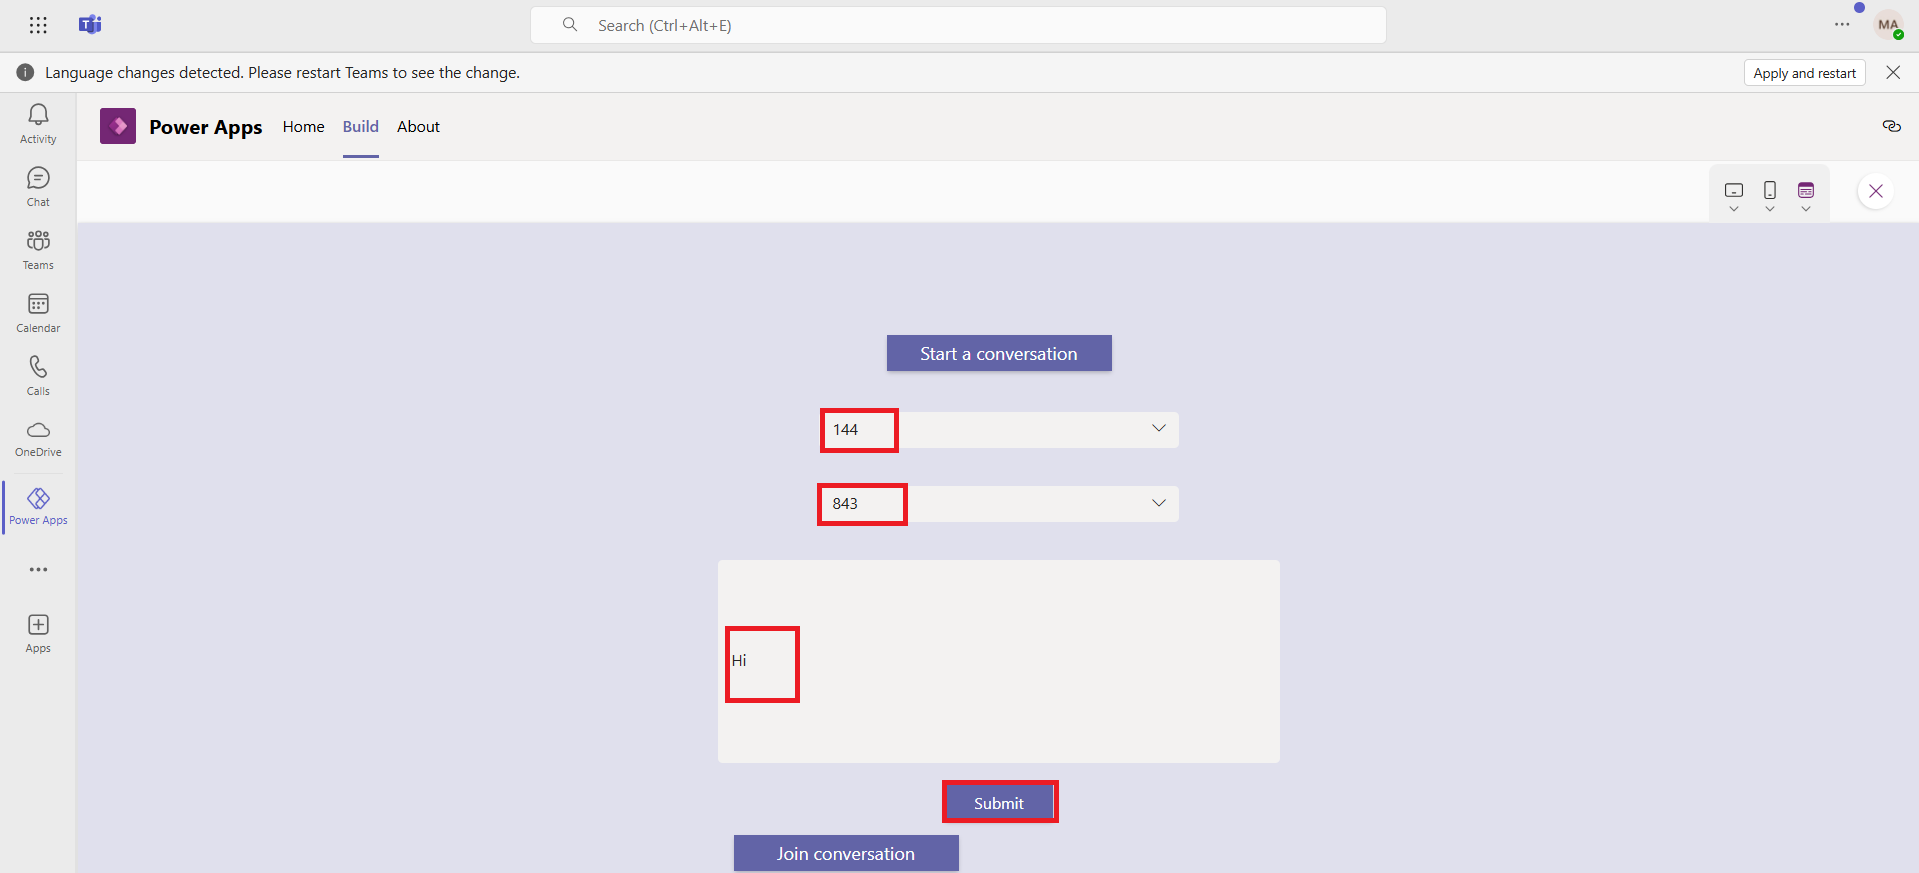 Search (Ctrl+Alt+E)
MA
Language changes detected. Please restart Teams to see the change.
Apply and restart
Activity
Chat
Teams
Calendar
Calls
OneDrive
Power Apps
Apps
Power Apps
Home
Build
About
Start a conversation
144
843
Hi
Submit
Join conversation